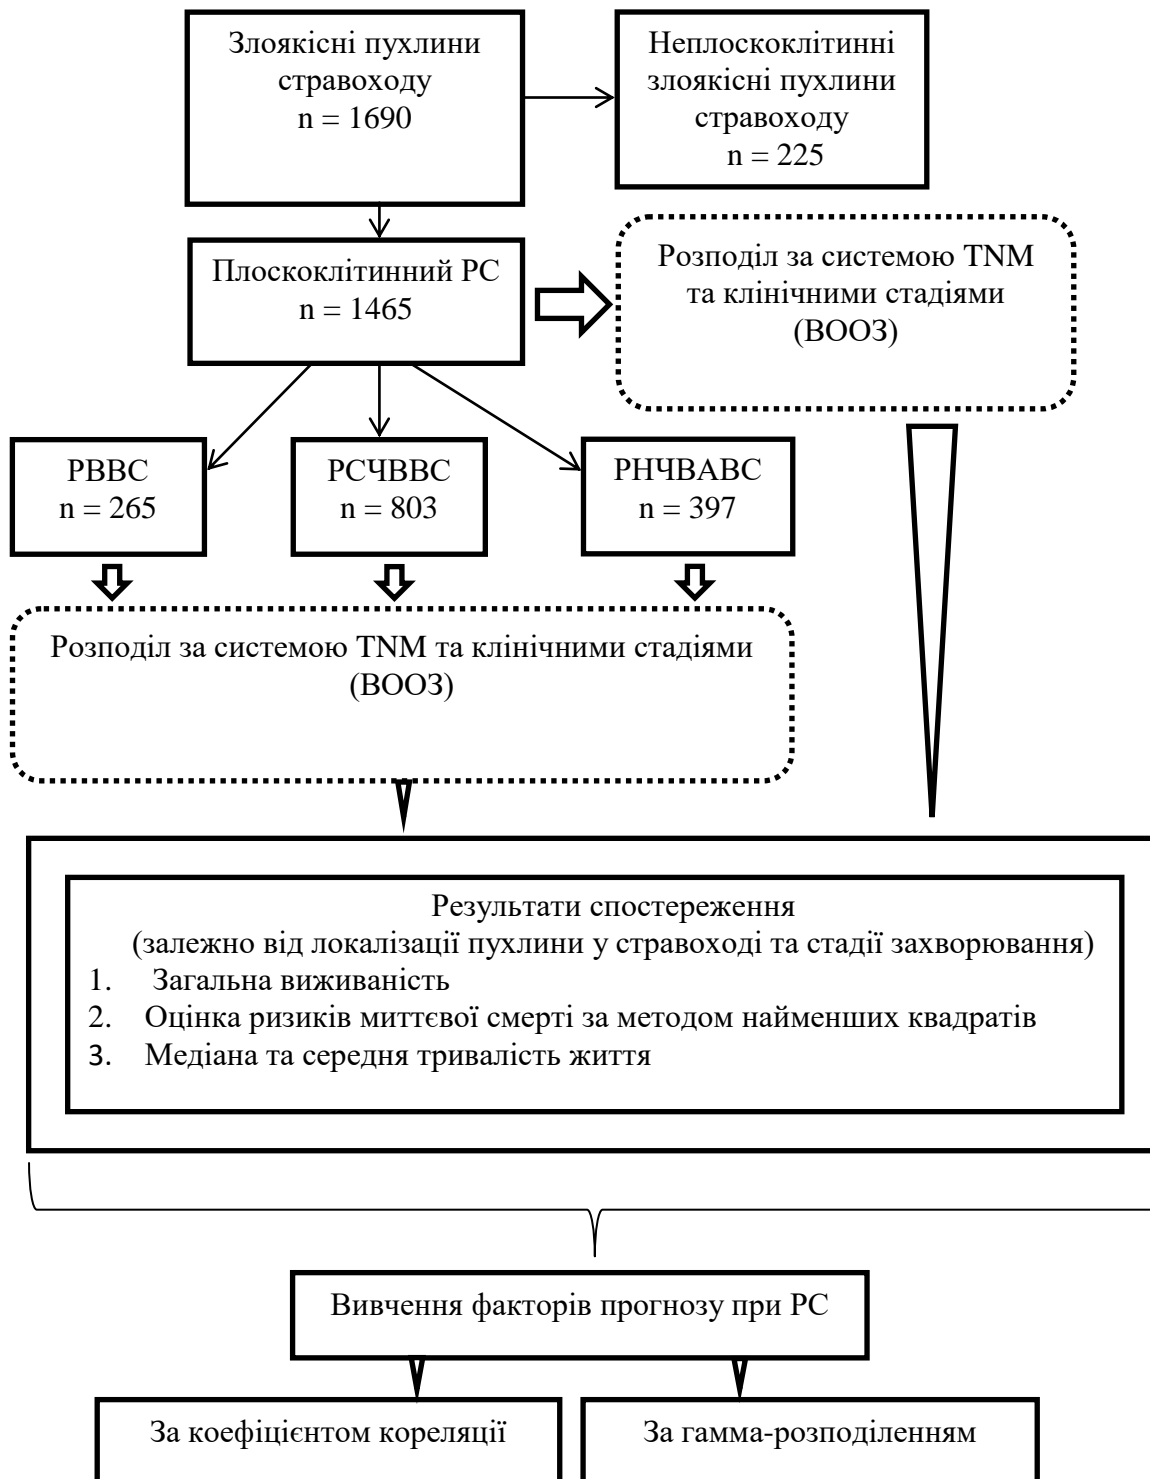 Злоякісні пухлини
стравоходу
n = 1690
Неплоскоклітинні
злоякісні пухлини
стравоходу
n = 225
Плоскоклітинний РС
n = 1465
Розподіл за системою TNM
та клінічними стадіями
(ВООЗ)
РВВС
n = 265
РСЧВВС
n = 803
РНЧВАВС
n = 397
Розподіл за системою TNM та клінічними стадіями
(ВООЗ)
Результати спостереження
(залежно від локалізації пухлини у стравоході та стадії захворювання)
1. Загальна виживаність
2. Оцінка ризиків миттєвої смерті за методом найменших квадратів
3. Медіана та середня тривалість життя
Вивчення факторів прогнозу при РС
За коефіцієнтом кореляції
За гамма-розподіленням